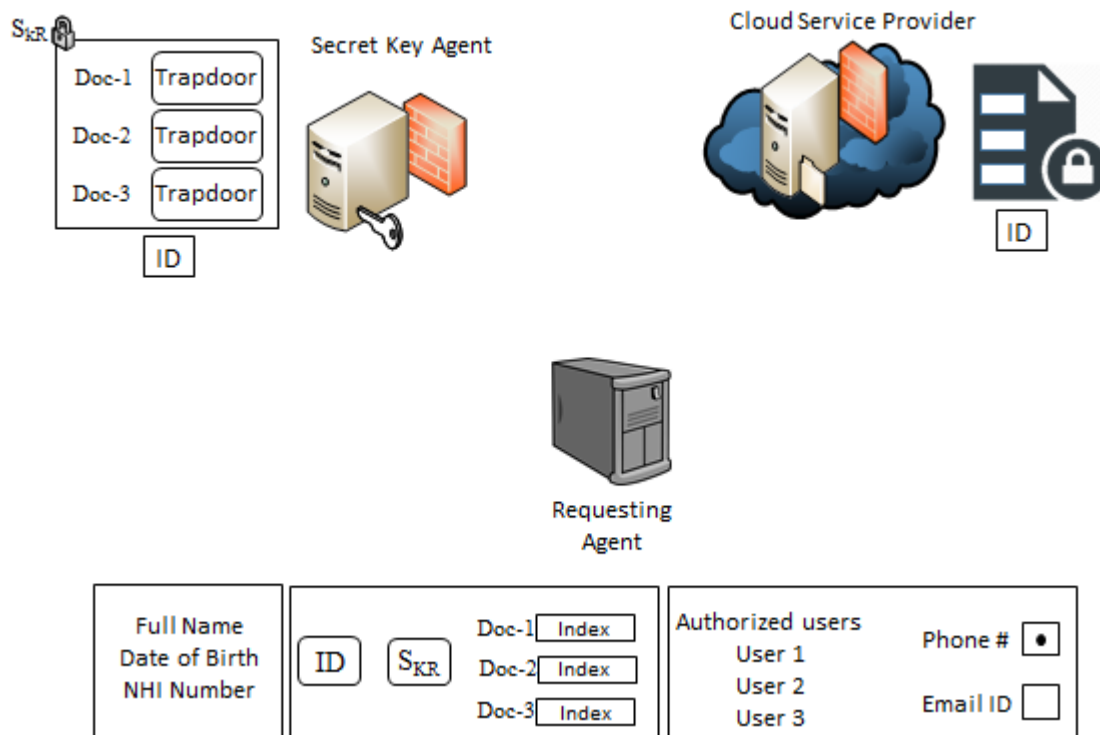 SkR
Doc-1 Trapdoor
Doc-2 Trapdoor
Doc-3 Trapdoor
ID
Secret Key Agent
Cloud Service Provider
ID
Requesting
Agent
Full Name
Date of Birth
NHI Number
ID
SKR
Doc-1 Index
Doc-2 Index
Doc-3 Index
Authorized users
User 1
User 2
User 3
Phone #
Email ID